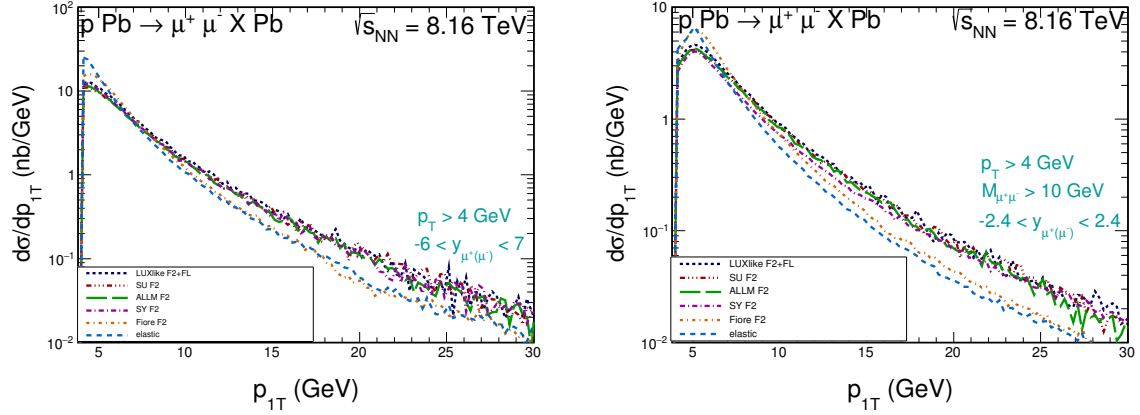 p Pb → μ⁺ μ⁻ X Pb
√s_NN = 8.16 TeV
dσ/dp_1T (nb/GeV)
10³
10²
10
1
10⁻¹
10⁻²
p_T > 4 GeV
-6 < y_μ⁺(μ⁻) < 7
LUXlike F2+FL
SU F2
ALLM F2
SY F2
Fiore F2
elastic
5 10 15 20 25 30
p_1T (GeV)
p Pb → μ⁺ μ⁻ X Pb
√s_NN = 8.16 TeV
dσ/dp_1T (nb/GeV)
10
1
10⁻¹
10⁻²
p_T > 4 GeV
M_μ⁺μ⁻ > 10 GeV
-2.4 < y_μ⁺(μ⁻) < 2.4
LUXlike F2+FL
SU F2
ALLM F2
SY F2
Fiore F2
elastic
5 10 15 20 25 30
p_1T (GeV)